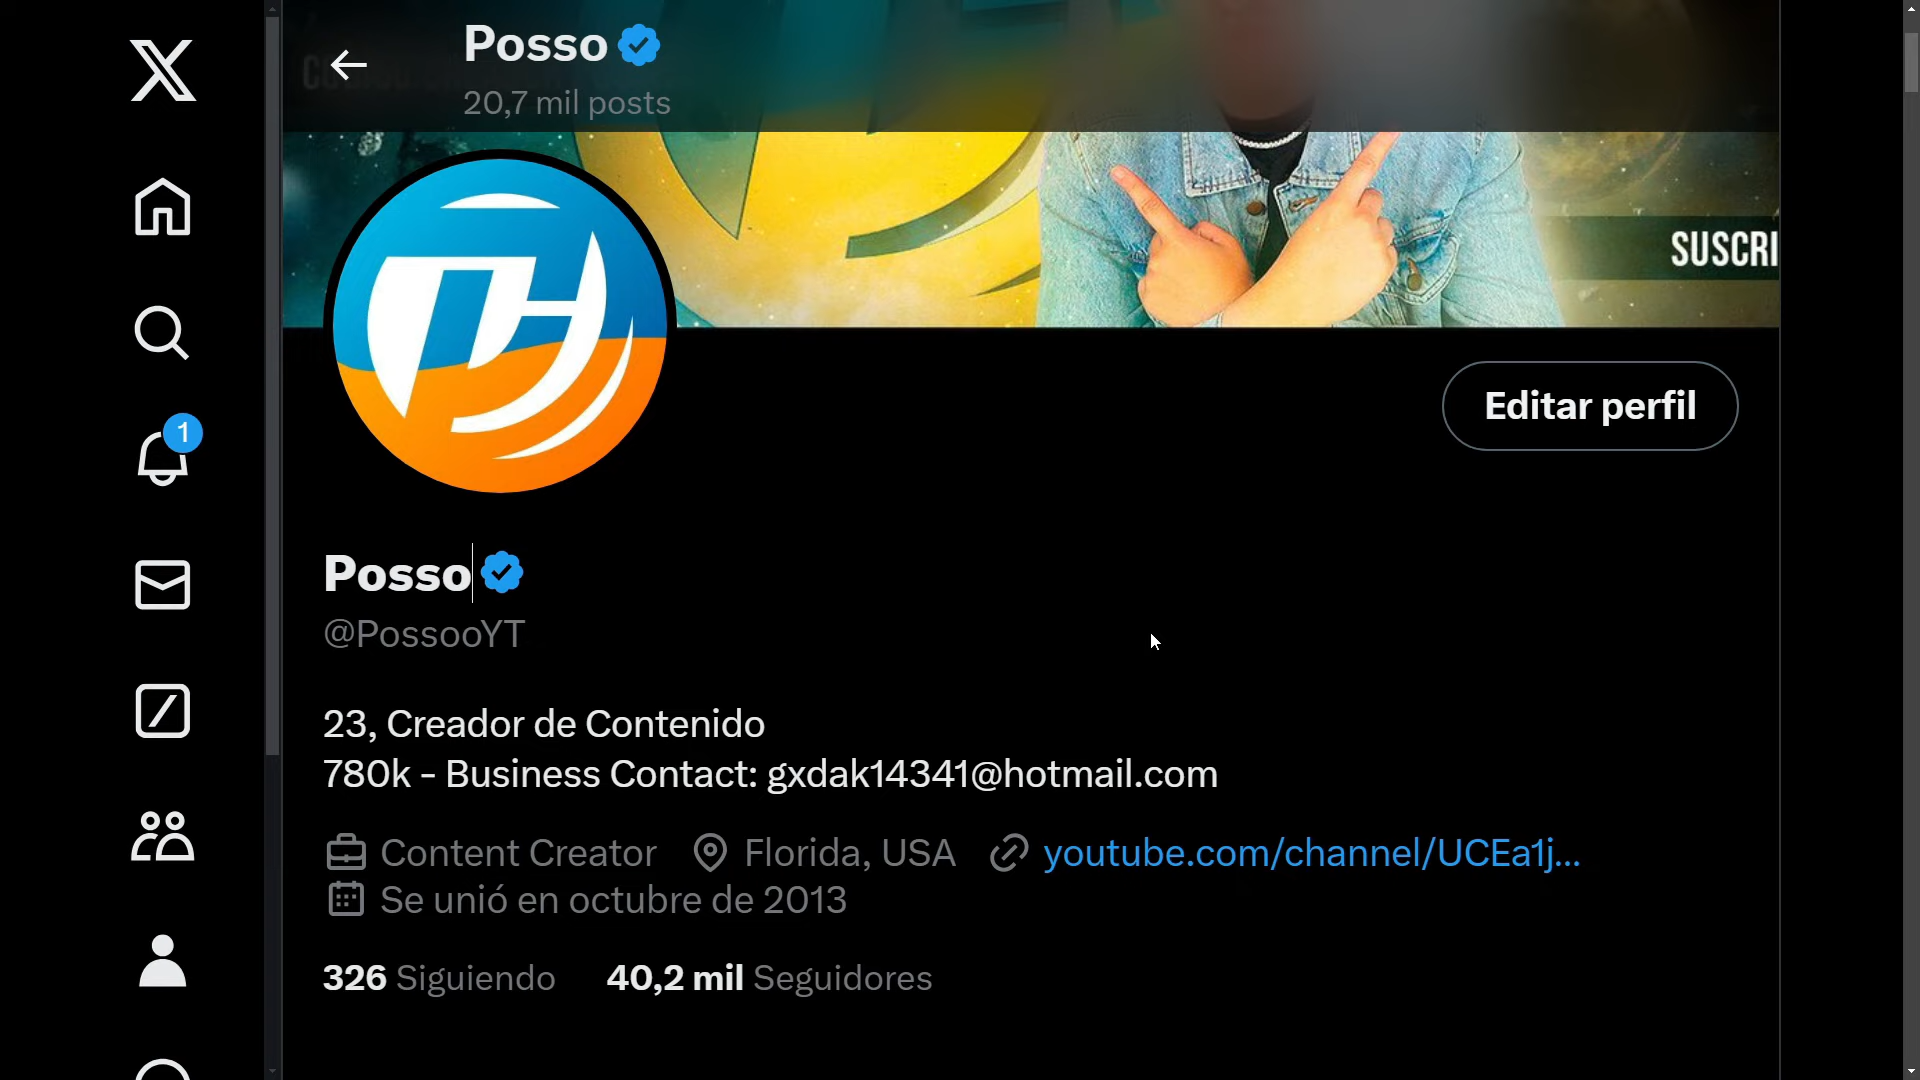 Posso
20,7 mil posts
SUSCRI
Editar perfil
1
Posso
@PossooYT
23, Creador de Contenido
780k - Business Contact: gxdak14341@hotmail.com
Content Creator Florida, USA youtube.com/channel/UCEa1j...
Se unió en octubre de 2013
326 Siguiendo 40,2 mil Seguidores